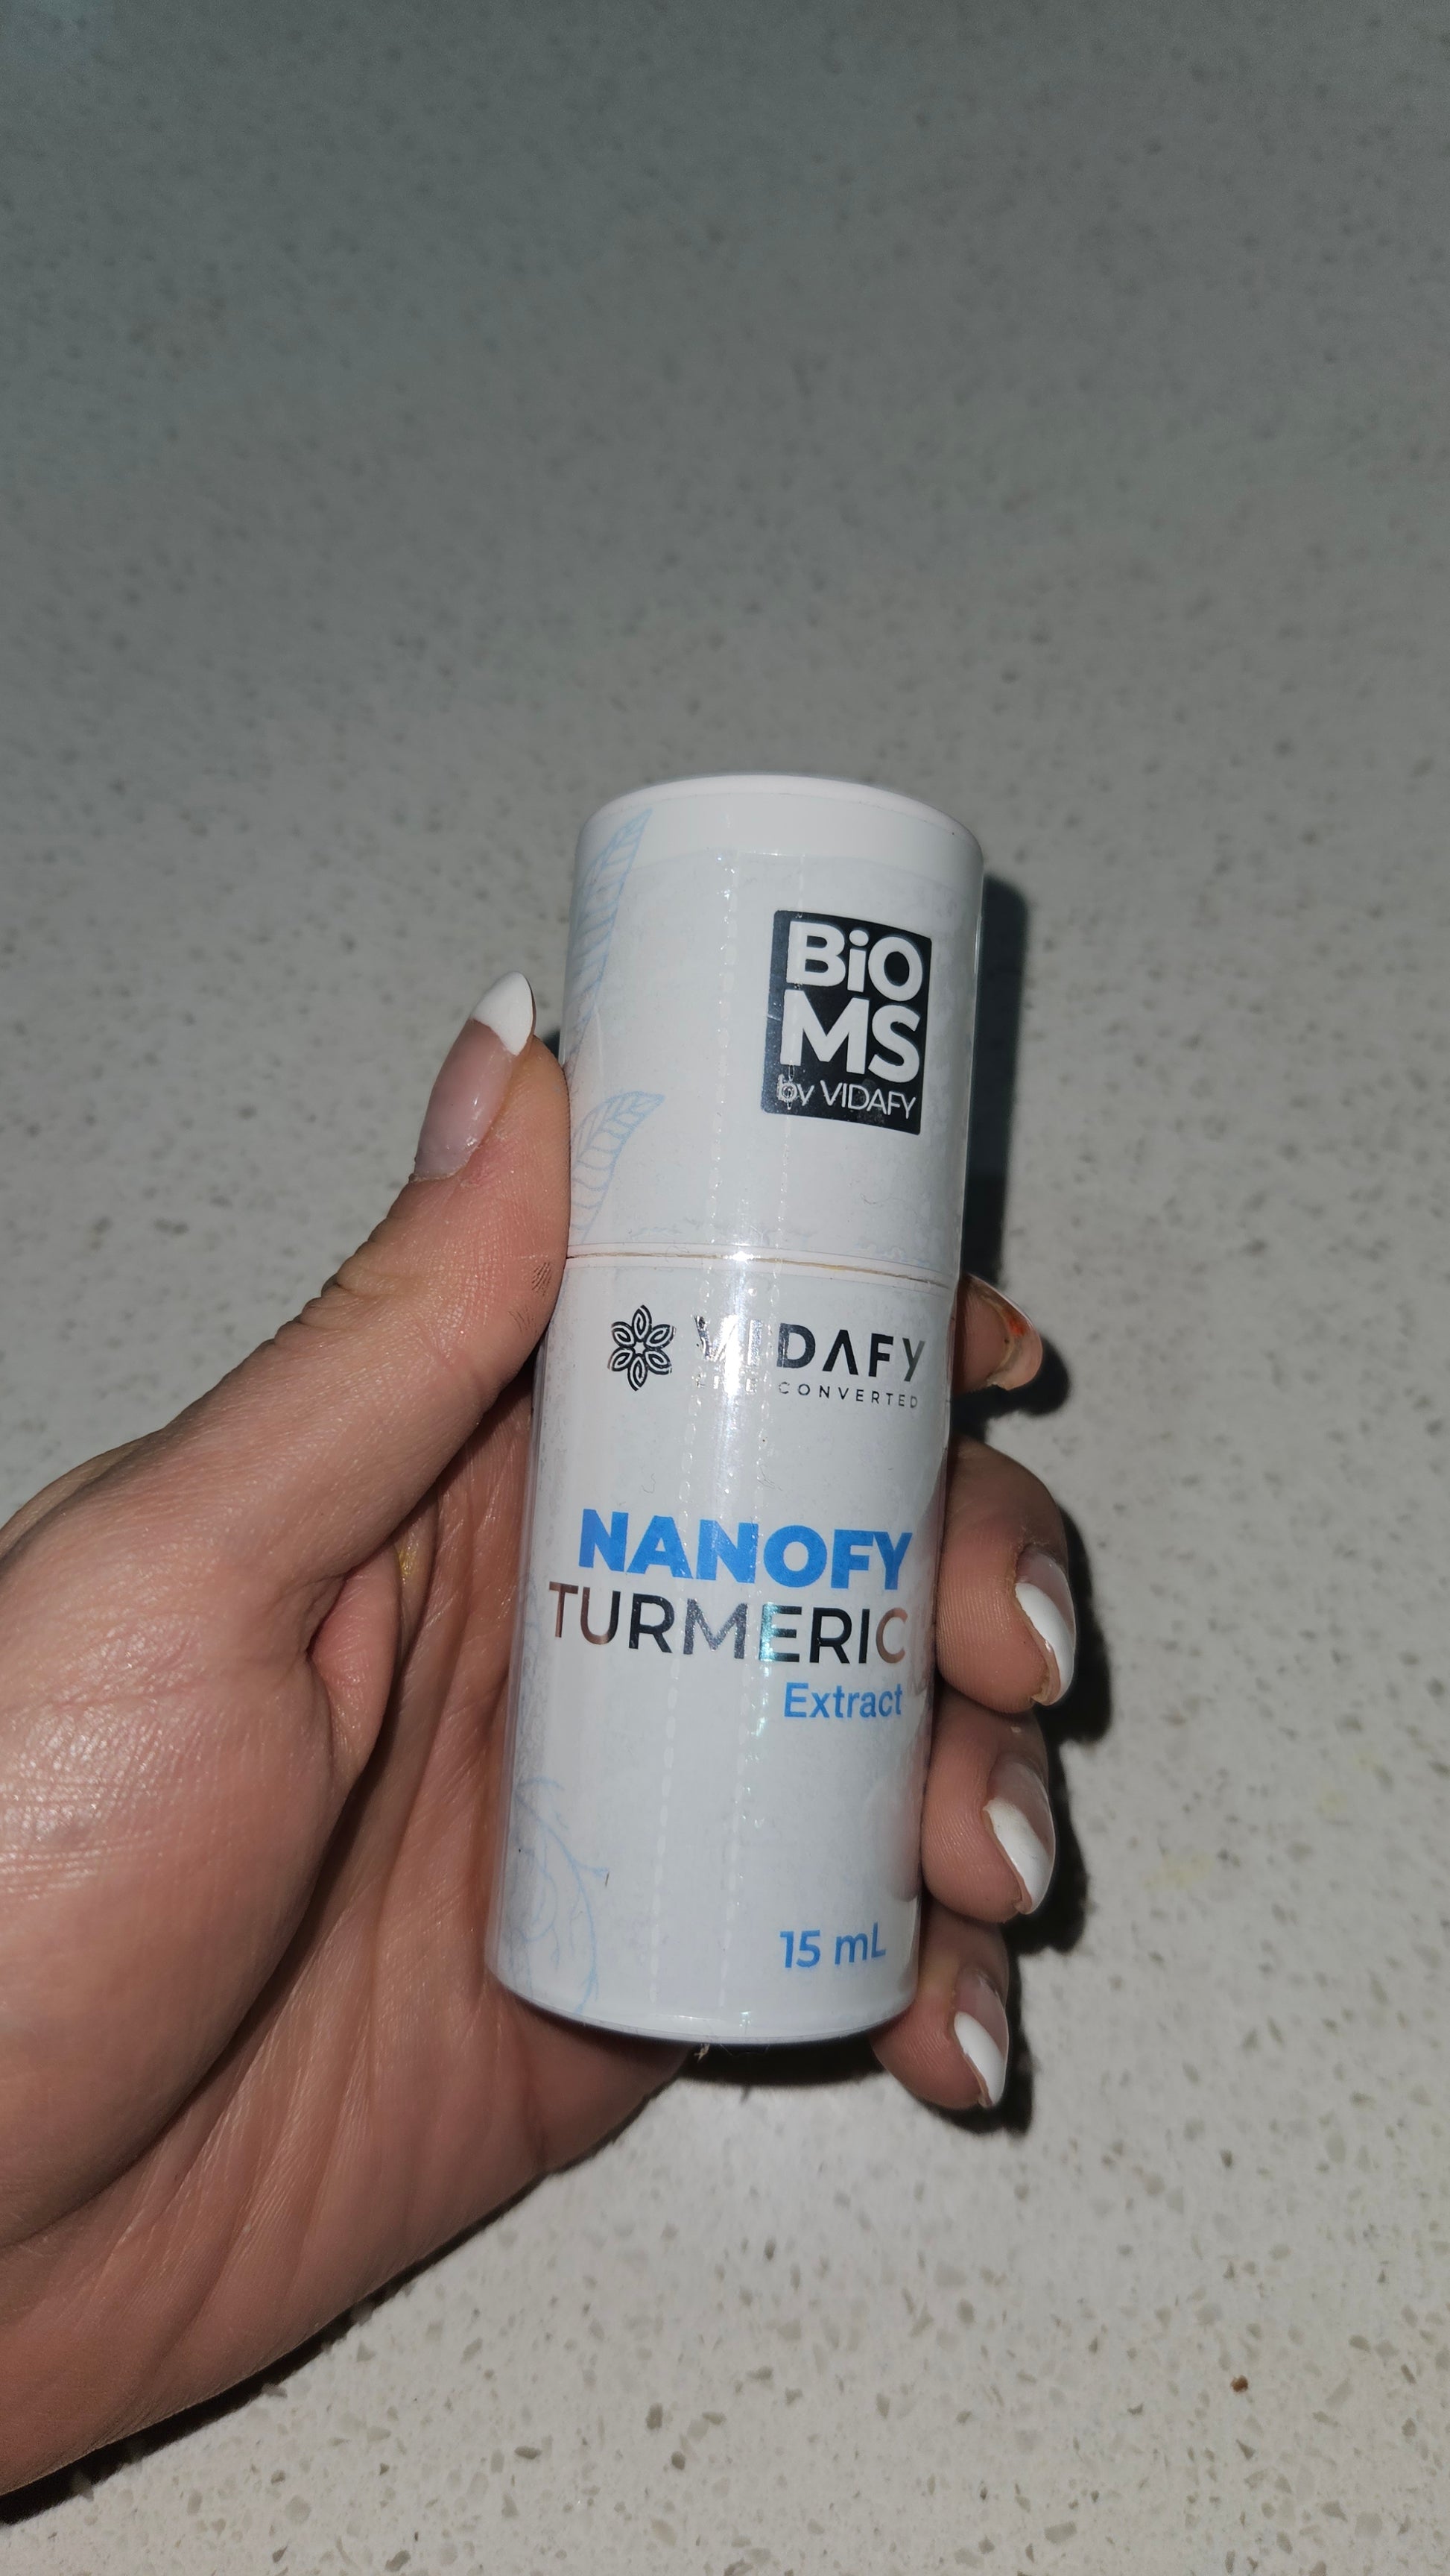 BiO
MS
by VIDAFY
VIDAFY
CONVERTED
NANOFY
TURMERIC
Extract
15 mL